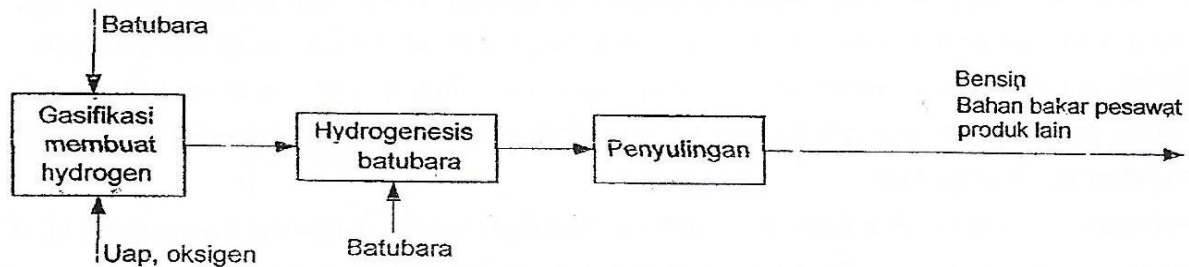 Batubara
Gasifikasi
membuat
hydrogen
Uap, oksigen
Hydrogenesis
batubara
Batubara
Penyulingan
Bensin
Bahan bakar pesawat
produk lain